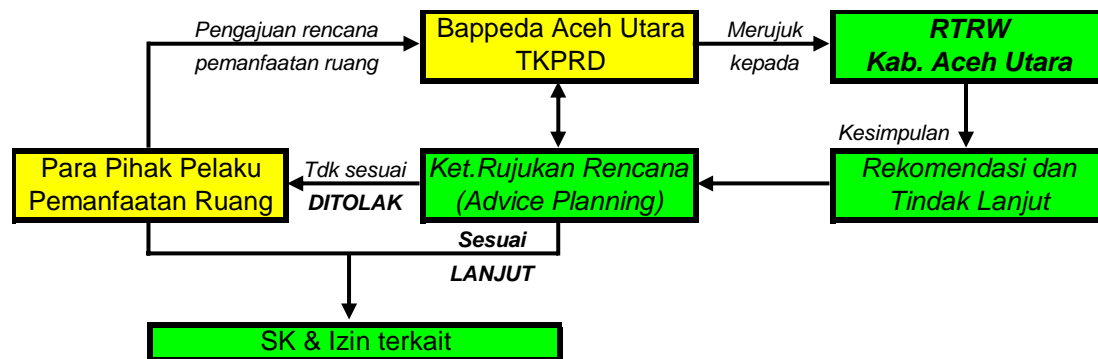 Pengajuan rencana
pemanfaatan ruang
Bappeda Aceh Utara
TKPRD
Merujuk
kepada
RTRW
Kab. Aceh Utara
Kesimpulan
Para Pihak Pelaku
Pemanfaatan Ruang
Tdk sesuai
DITOLAK
Ket.Rujukan Rencana
(Advice Planning)
Rekomendasi dan
Tindak Lanjut
Sesuai
LANJUT
SK & Izin terkait